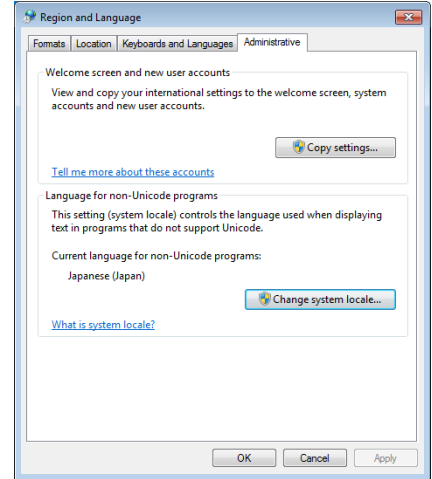 Region and Language
Formats Location Keyboards and Languages Administrative
Welcome screen and new user accounts
View and copy your international settings to the welcome screen, system
accounts and new user accounts.
Copy settings...
Tell me more about these accounts
Language for non-Unicode programs
This setting (system locale) controls the language used when displaying
text in programs that do not support Unicode.
Current language for non-Unicode programs:
Japanese (Japan)
Change system locale...
What is system locale?
OK Cancel Apply